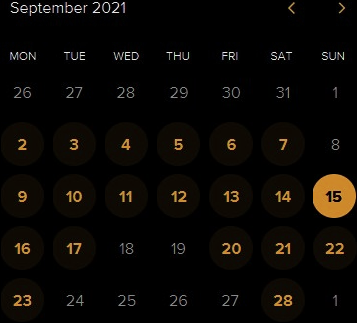 September 2021
MON TUE WED THU FRI SAT SUN
26 27 28 29 30 31 1
2 3 4 5 6 7 8
9 10 11 12 13 14 15
16 17 18 19 20 21 22
23 24 25 26 27 28 1